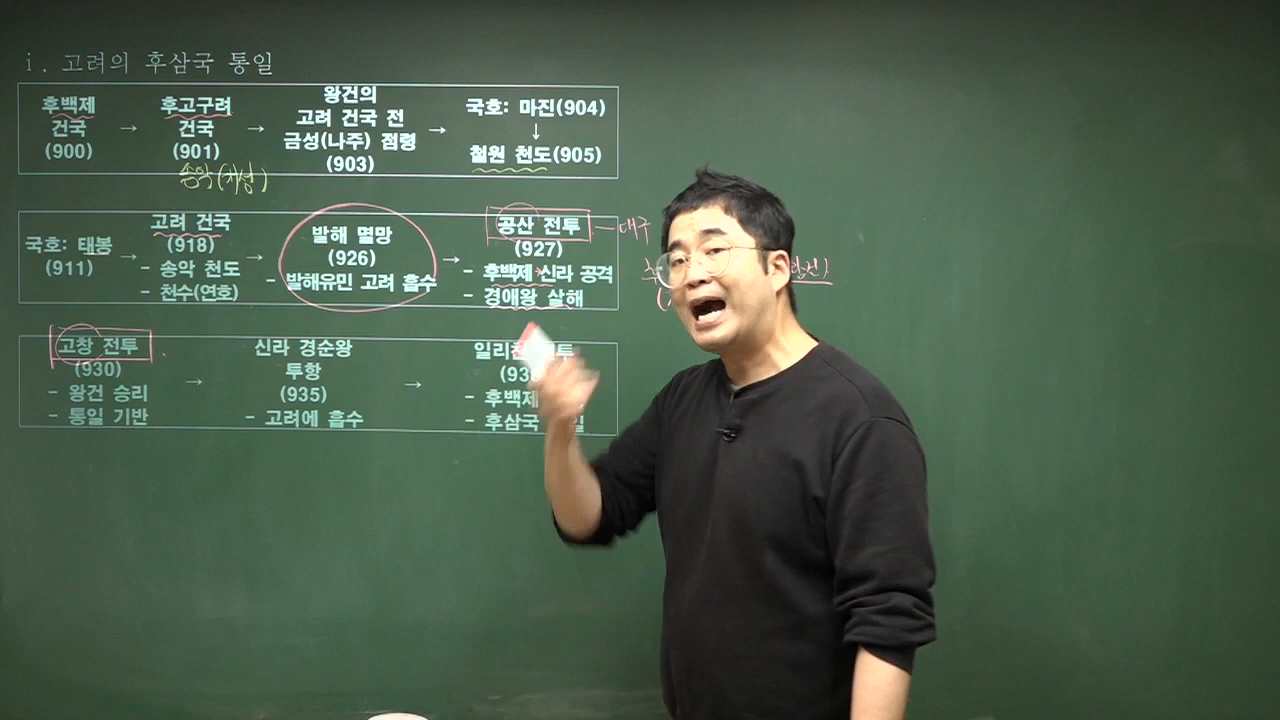 i. 고려의 후삼국 통일
후백제
건국
(900)
→
후고구려
건국
(901)
송악(개성)
→
왕건의
고려 건국 전
금성(나주) 점령
(903)
→
국호: 마진(904)
↓
철원 천도(905)
국호: 태봉
(911)
→
고려 건국
(918)
- 송악 천도
- 천수(연호)
→
발해 멸망
(926)
- 발해유민 고려 흡수
→
공산 전투 — 대구
(927)
- 후백제 신라 공격
- 경애왕 살해
고창 전투
(930)
- 왕건 승리
- 통일 기반
→
신라 경순왕
투항
(935)
- 고려에 흡수
→
일리
- 후백제
- 후삼국